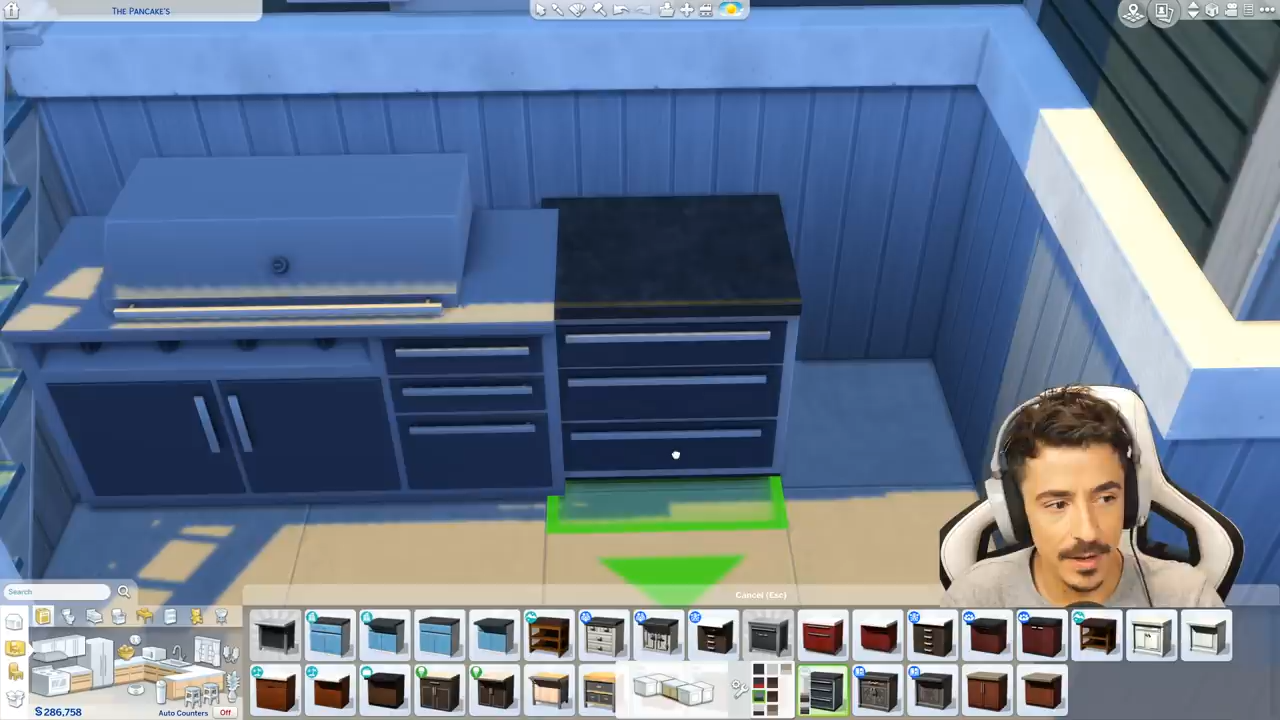 THE PANCAKE'S
Cancel (Esc)
Search
$286,758
Auto Counters
Off